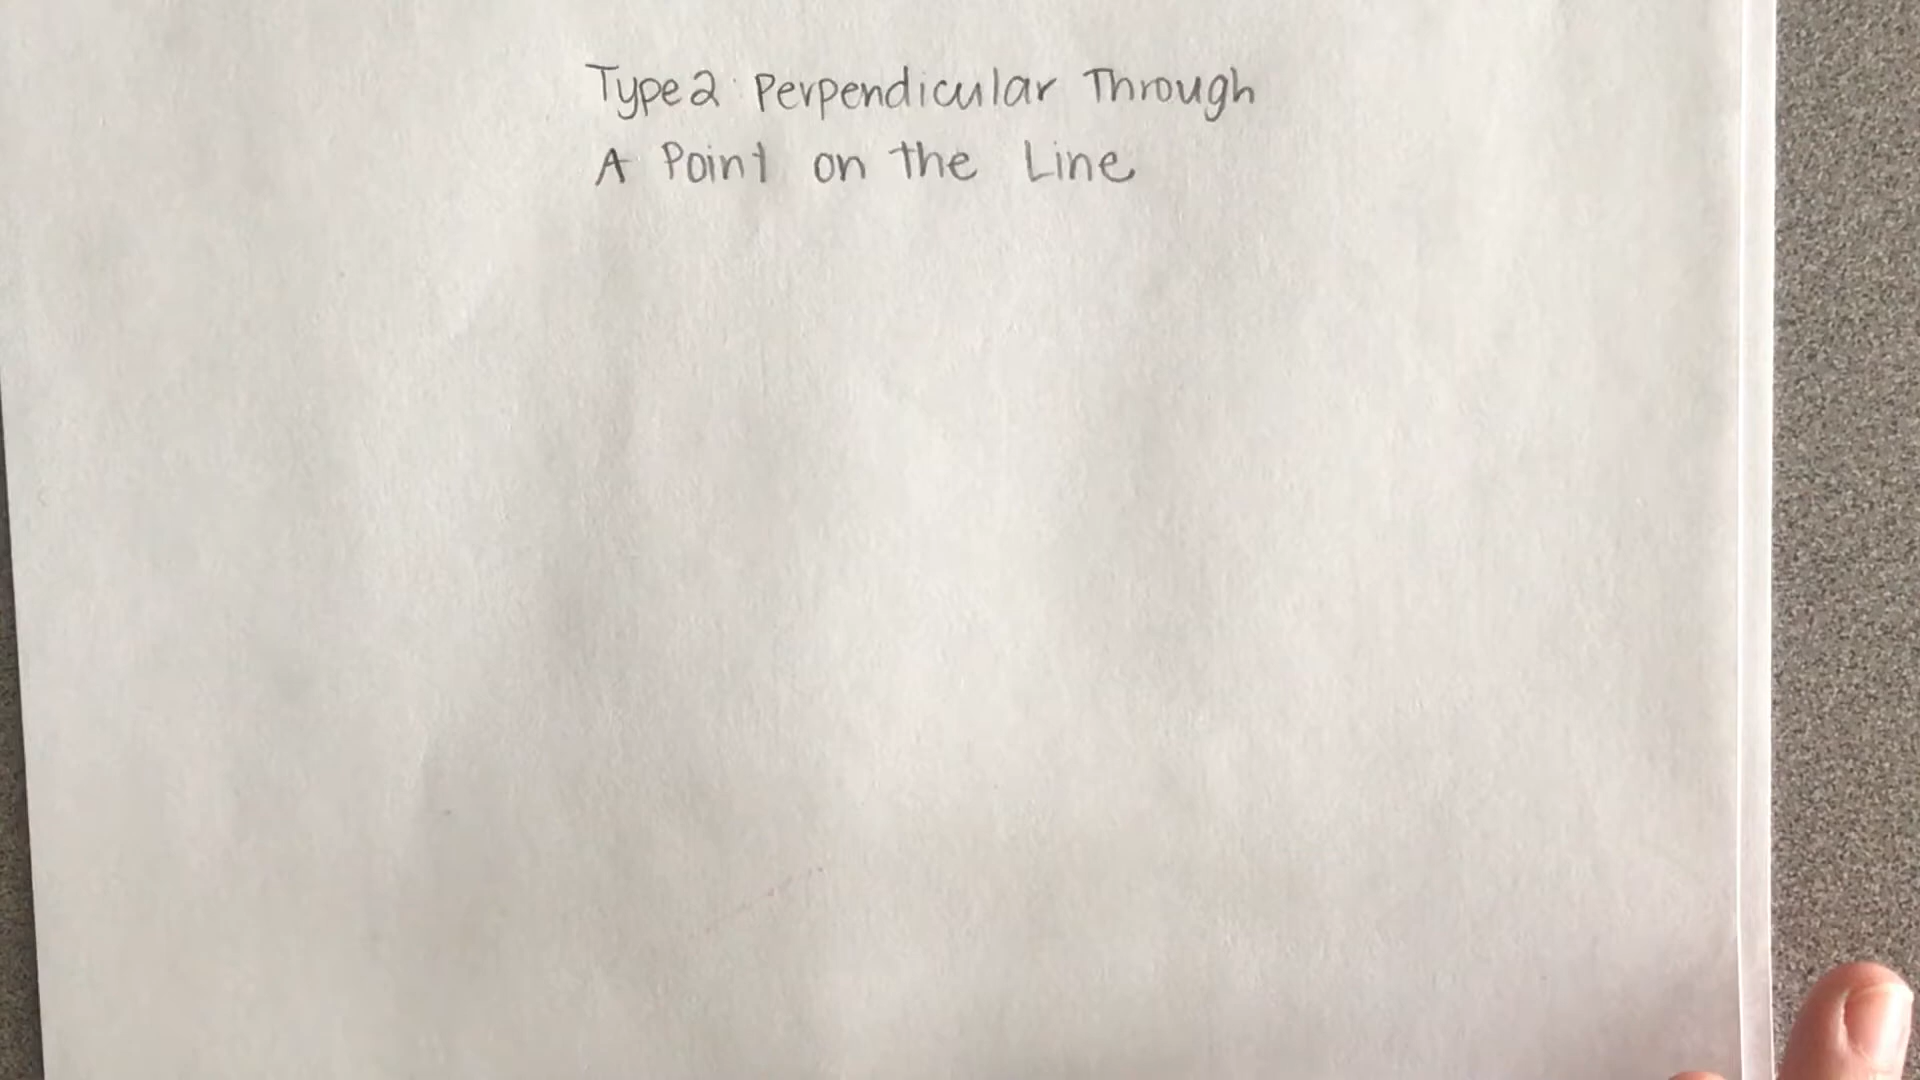 Type 2: Perpendicular Through
A Point on the Line